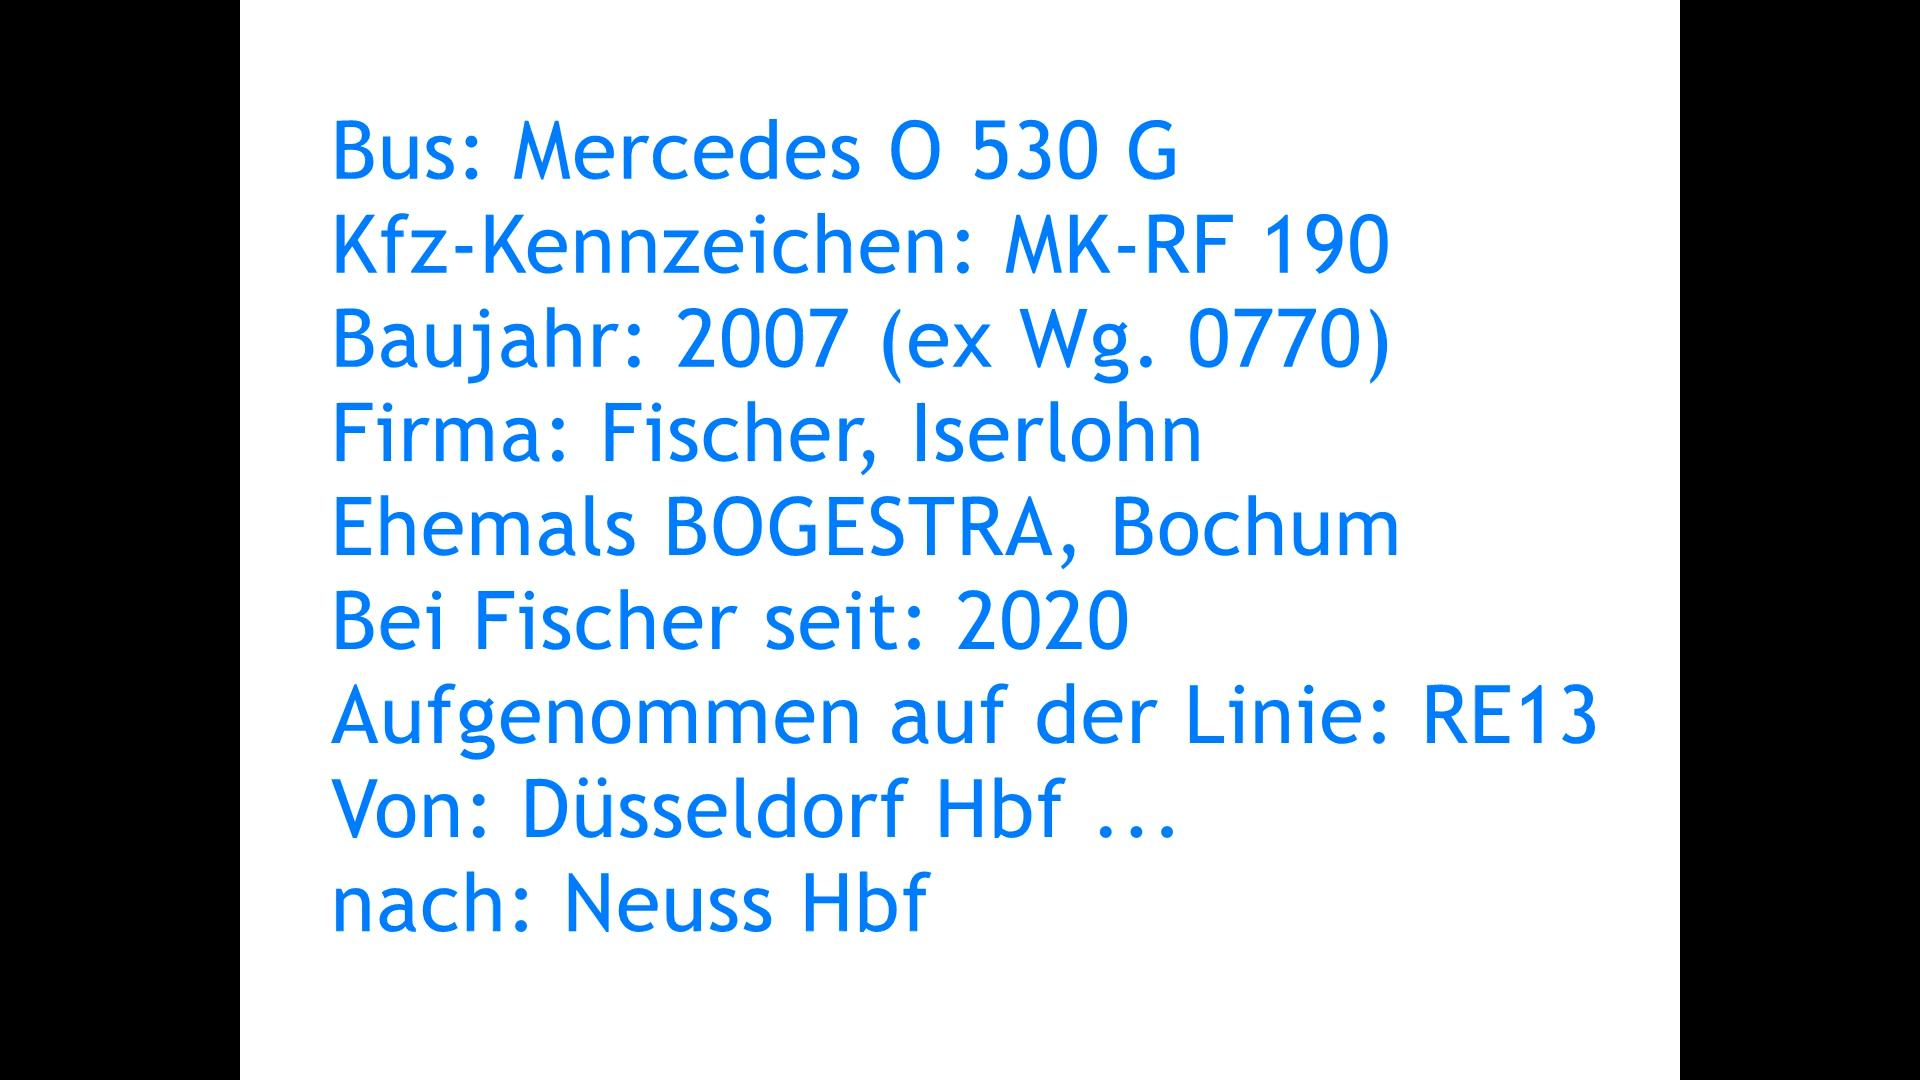 Bus: Mercedes O 530 G
Kfz-Kennzeichen: MK-RF 190
Baujahr: 2007 (ex Wg. 0770)
Firma: Fischer, Iserlohn
Ehemals BOGESTRA, Bochum
Bei Fischer seit: 2020
Aufgenommen auf der Linie: RE13
Von: Düsseldorf Hbf ...
nach: Neuss Hbf